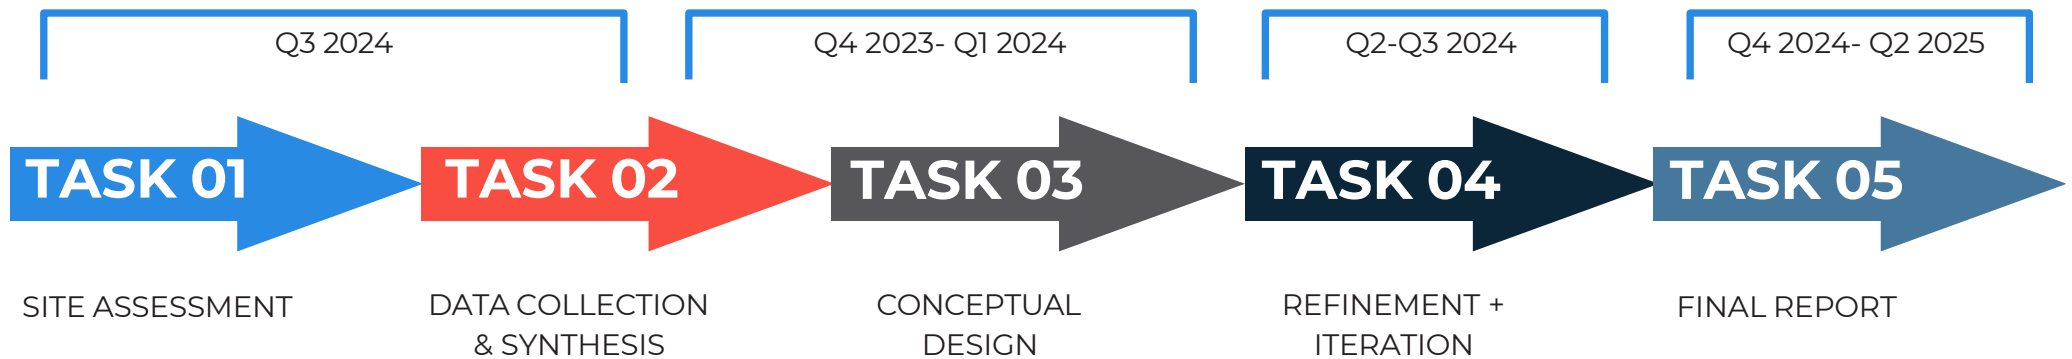 Q3 2024
Q4 2023- Q1 2024
Q2-Q3 2024
Q4 2024- Q2 2025
TASK 01
TASK 02
TASK 03
TASK 04
TASK 05
SITE ASSESSMENT
DATA COLLECTION
& SYNTHESIS
CONCEPTUAL
DESIGN
REFINEMENT +
ITERATION
FINAL REPORT